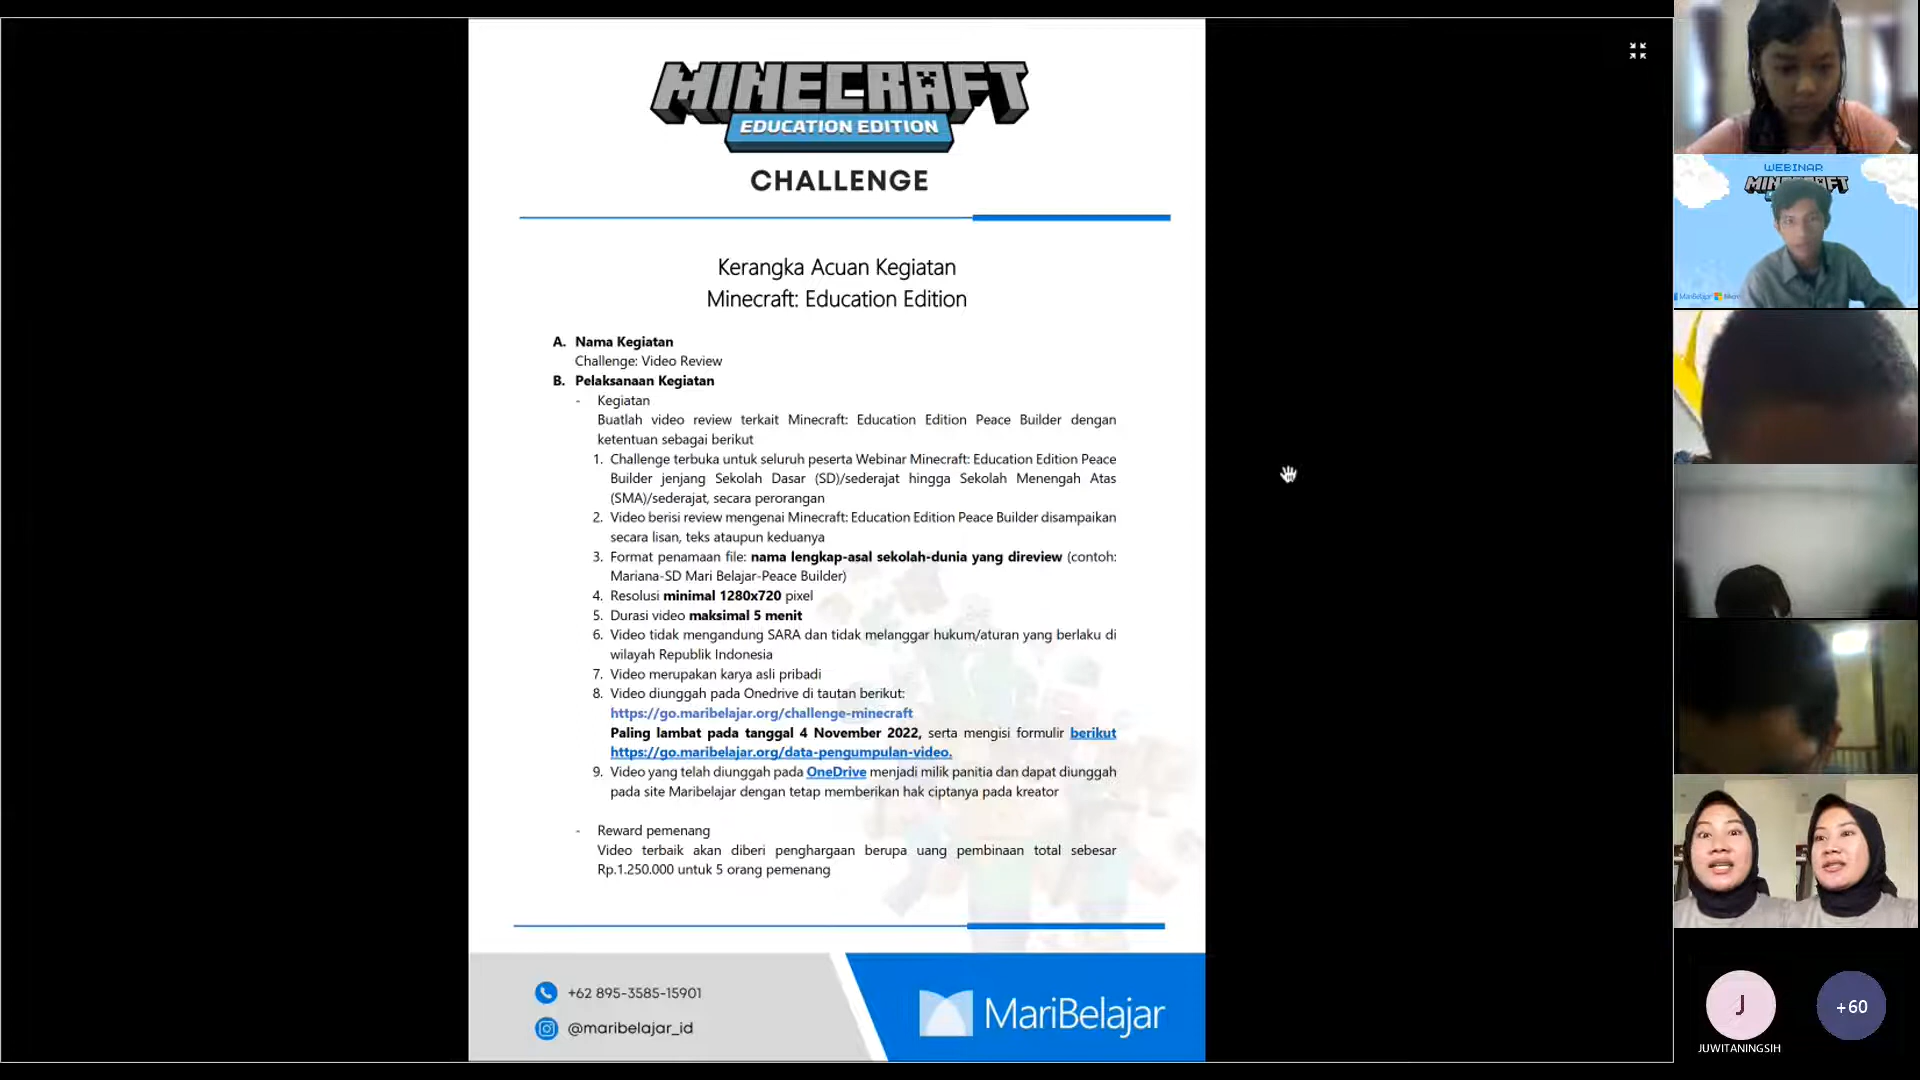 MINECRAFT
EDUCATION EDITION
CHALLENGE
Kerangka Acuan Kegiatan
Minecraft: Education Edition
A. Nama Kegiatan
Challenge: Video Review
B. Pelaksanaan Kegiatan
- Kegiatan
Buatlah video review terkait Minecraft: Education Edition Peace Builder dengan
ketentuan sebagai berikut
1. Challenge terbuka untuk seluruh peserta Webinar Minecraft: Education Edition Peace
Builder jenjang Sekolah Dasar (SD)/sederajat hingga Sekolah Menengah Atas
(SMA)/sederajat, secara perorangan
2. Video berisi review mengenai Minecraft: Education Edition Peace Builder disampaikan
secara lisan, teks ataupun keduanya
3. Format penamaan file: nama lengkap-asal sekolah-dunia yang direview (contoh:
Mariana-SD Mari Belajar-Peace Builder)
4. Resolusi minimal 1280x720 pixel
5. Durasi video maksimal 5 menit
6. Video tidak mengandung SARA dan tidak melanggar hukum/aturan yang berlaku di
wilayah Republik Indonesia
7. Video merupakan karya asli pribadi
8. Video diunggah pada Onedrive di tautan berikut:
https://go.maribelajar.org/challenge-minecraft
Paling lambat pada tanggal 4 November 2022, serta mengisi formulir berikut
https://go.maribelajar.org/data-pengumpulan-video.
9. Video yang telah diunggah pada OneDrive menjadi milik panitia dan dapat diunggah
pada site Maribelajar dengan tetap memberikan hak ciptanya pada kreator
- Reward pemenang
Video terbaik akan diberi penghargaan berupa uang pembinaan total sebesar
Rp.1.250.000 untuk 5 orang pemenang
+62 895-3585-15901
@maribelajar_id
MariBelajar
WEBINAR
MINECRAFT
MariBelajar
J
+60
JUWITANINGSIH